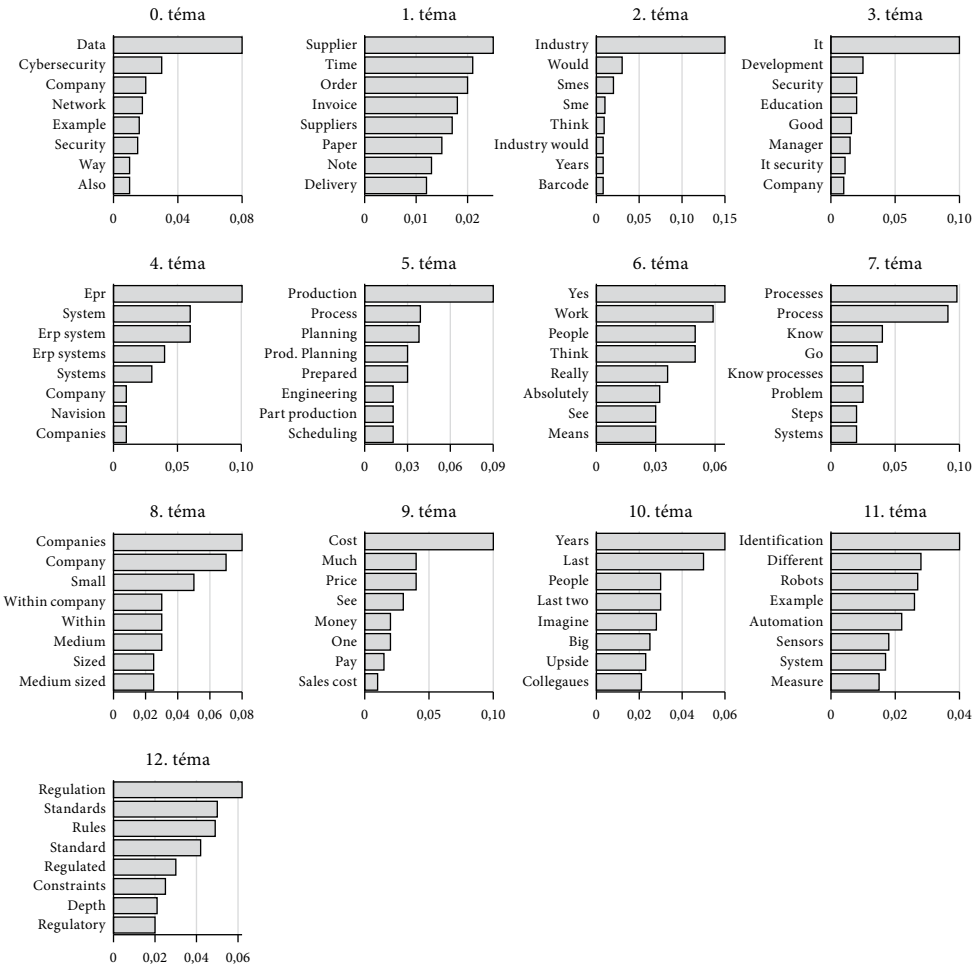 0. téma
Data
Cybersecurity
Company
Network
Example
Security
Way
Also
0 0,04 0,08
1. téma
Supplier
Time
Order
Invoice
Suppliers
Paper
Note
Delivery
0 0,01 0,02
2. téma
Industry
Would
Smes
Sme
Think
Industry would
Years
Barcode
0 0,05 0,10 0,15
3. téma
It
Development
Security
Education
Good
Manager
It security
Company
0 0,05 0,10
4. téma
Epr
System
Erp system
Erp systems
Systems
Company
Navision
Companies
0 0,05 0,10
5. téma
Production
Process
Planning
Prod. Planning
Prepared
Engineering
Part production
Scheduling
0 0,03 0,06 0,09
6. téma
Yes
Work
People
Think
Really
Absolutely
See
Means
0 0,03 0,06
7. téma
Processes
Process
Know
Go
Know processes
Problem
Steps
Systems
0 0,05 0,10
8. téma
Companies
Company
Small
Within company
Within
Medium
Sized
Medium sized
0 0,02 0,04 0,06 0,08
9. téma
Cost
Much
Price
See
Money
One
Pay
Sales cost
0 0,05 0,10
10. téma
Years
Last
People
Last two
Imagine
Big
Upside
Collegaues
0 0,02 0,04 0,06
11. téma
Identification
Different
Robots
Example
Automation
Sensors
System
Measure
0 0,02 0,04
12. téma
Regulation
Standards
Rules
Standard
Regulated
Constraints
Depth
Regulatory
0 0,02 0,04 0,06